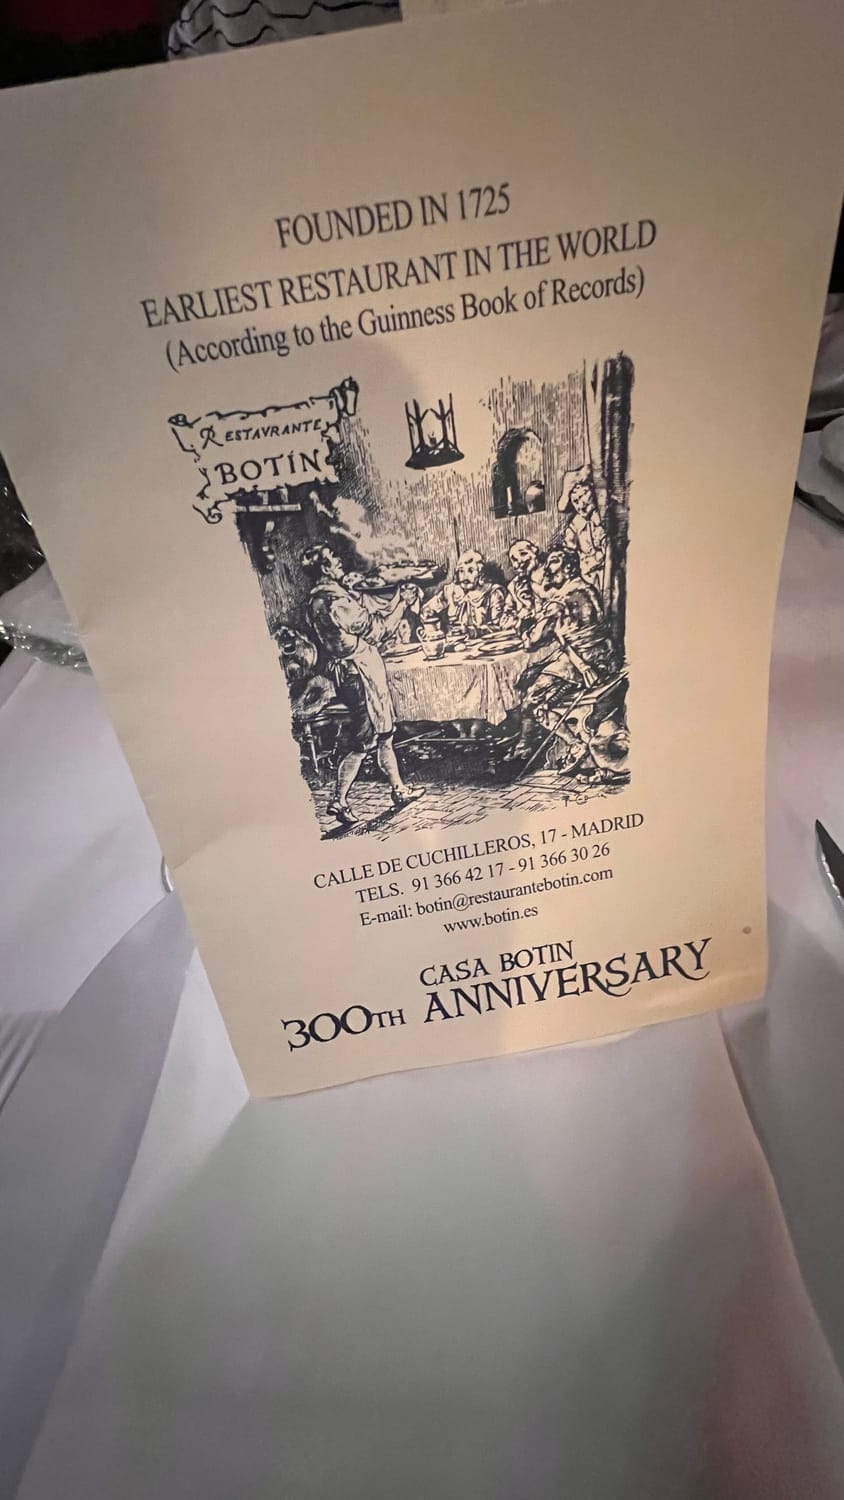 FOUNDED IN 1725
EARLIEST RESTAURANT IN THE WORLD
(According to the Guinness Book of Records)
RESTAVRANTE
BOTÍN
CALLE DE CUCHILLEROS, 17 - MADRID
TELS. 91 366 42 17 - 91 366 30 26
E-mail: botin@restaurantebotin.com
www.botin.es
CASA BOTIN
300TH ANNIVERSARY